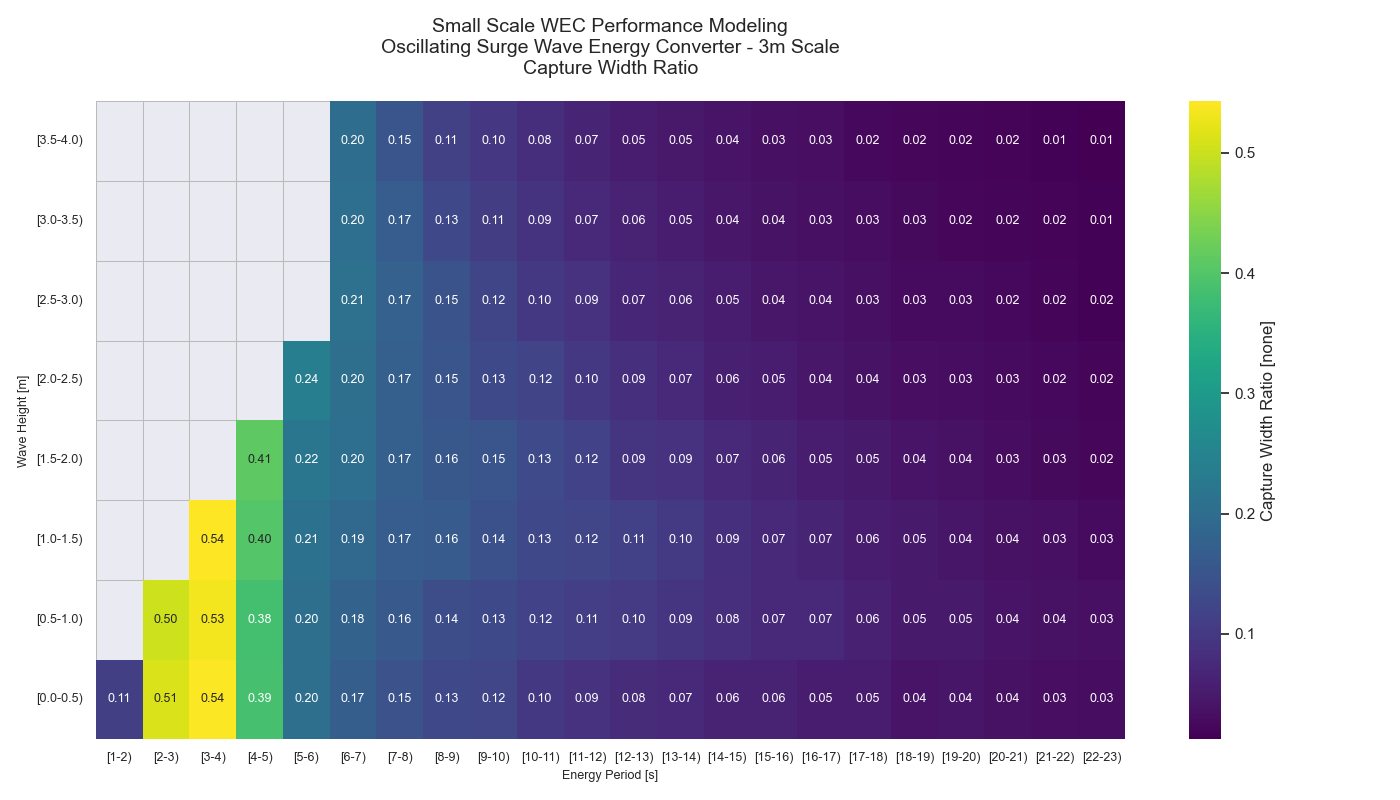 Small Scale WEC Performance Modeling
Oscillating Surge Wave Energy Converter - 3m Scale
Capture Width Ratio
[3.5-4.0) 0.20 0.15 0.11 0.10 0.08 0.07 0.05 0.05 0.04 0.03 0.03 0.02 0.02 0.02 0.02 0.01 0.01
[3.0-3.5) 0.20 0.17 0.13 0.11 0.09 0.07 0.06 0.05 0.04 0.04 0.03 0.03 0.03 0.02 0.02 0.02 0.01
[2.5-3.0) 0.21 0.17 0.15 0.12 0.10 0.09 0.07 0.06 0.05 0.04 0.04 0.03 0.03 0.03 0.02 0.02 0.02
[2.0-2.5) 0.24 0.20 0.17 0.15 0.13 0.12 0.10 0.09 0.07 0.06 0.05 0.04 0.04 0.03 0.03 0.03 0.02 0.02
[1.5-2.0) 0.41 0.22 0.20 0.17 0.16 0.15 0.13 0.12 0.09 0.09 0.07 0.06 0.05 0.05 0.04 0.04 0.03 0.03 0.02
[1.0-1.5) 0.54 0.40 0.21 0.19 0.17 0.16 0.14 0.13 0.12 0.11 0.10 0.09 0.07 0.07 0.06 0.05 0.04 0.04 0.03 0.03
[0.5-1.0) 0.50 0.53 0.38 0.20 0.18 0.16 0.14 0.13 0.12 0.11 0.10 0.09 0.08 0.07 0.07 0.06 0.05 0.05 0.04 0.04 0.03
[0.0-0.5) 0.11 0.51 0.54 0.39 0.20 0.17 0.15 0.13 0.12 0.10 0.09 0.08 0.07 0.06 0.06 0.05 0.05 0.04 0.04 0.04 0.03 0.03
[1-2) [2-3) [3-4) [4-5) [5-6) [6-7) [7-8) [8-9) [9-10) [10-11) [11-12) [12-13) [13-14) [14-15) [15-16) [16-17) [17-18) [18-19) [19-20) [20-21) [21-22) [22-23)
Energy Period [s]
Wave Height [m]
0.5
0.4
0.3
0.2
0.1
Capture Width Ratio [none]